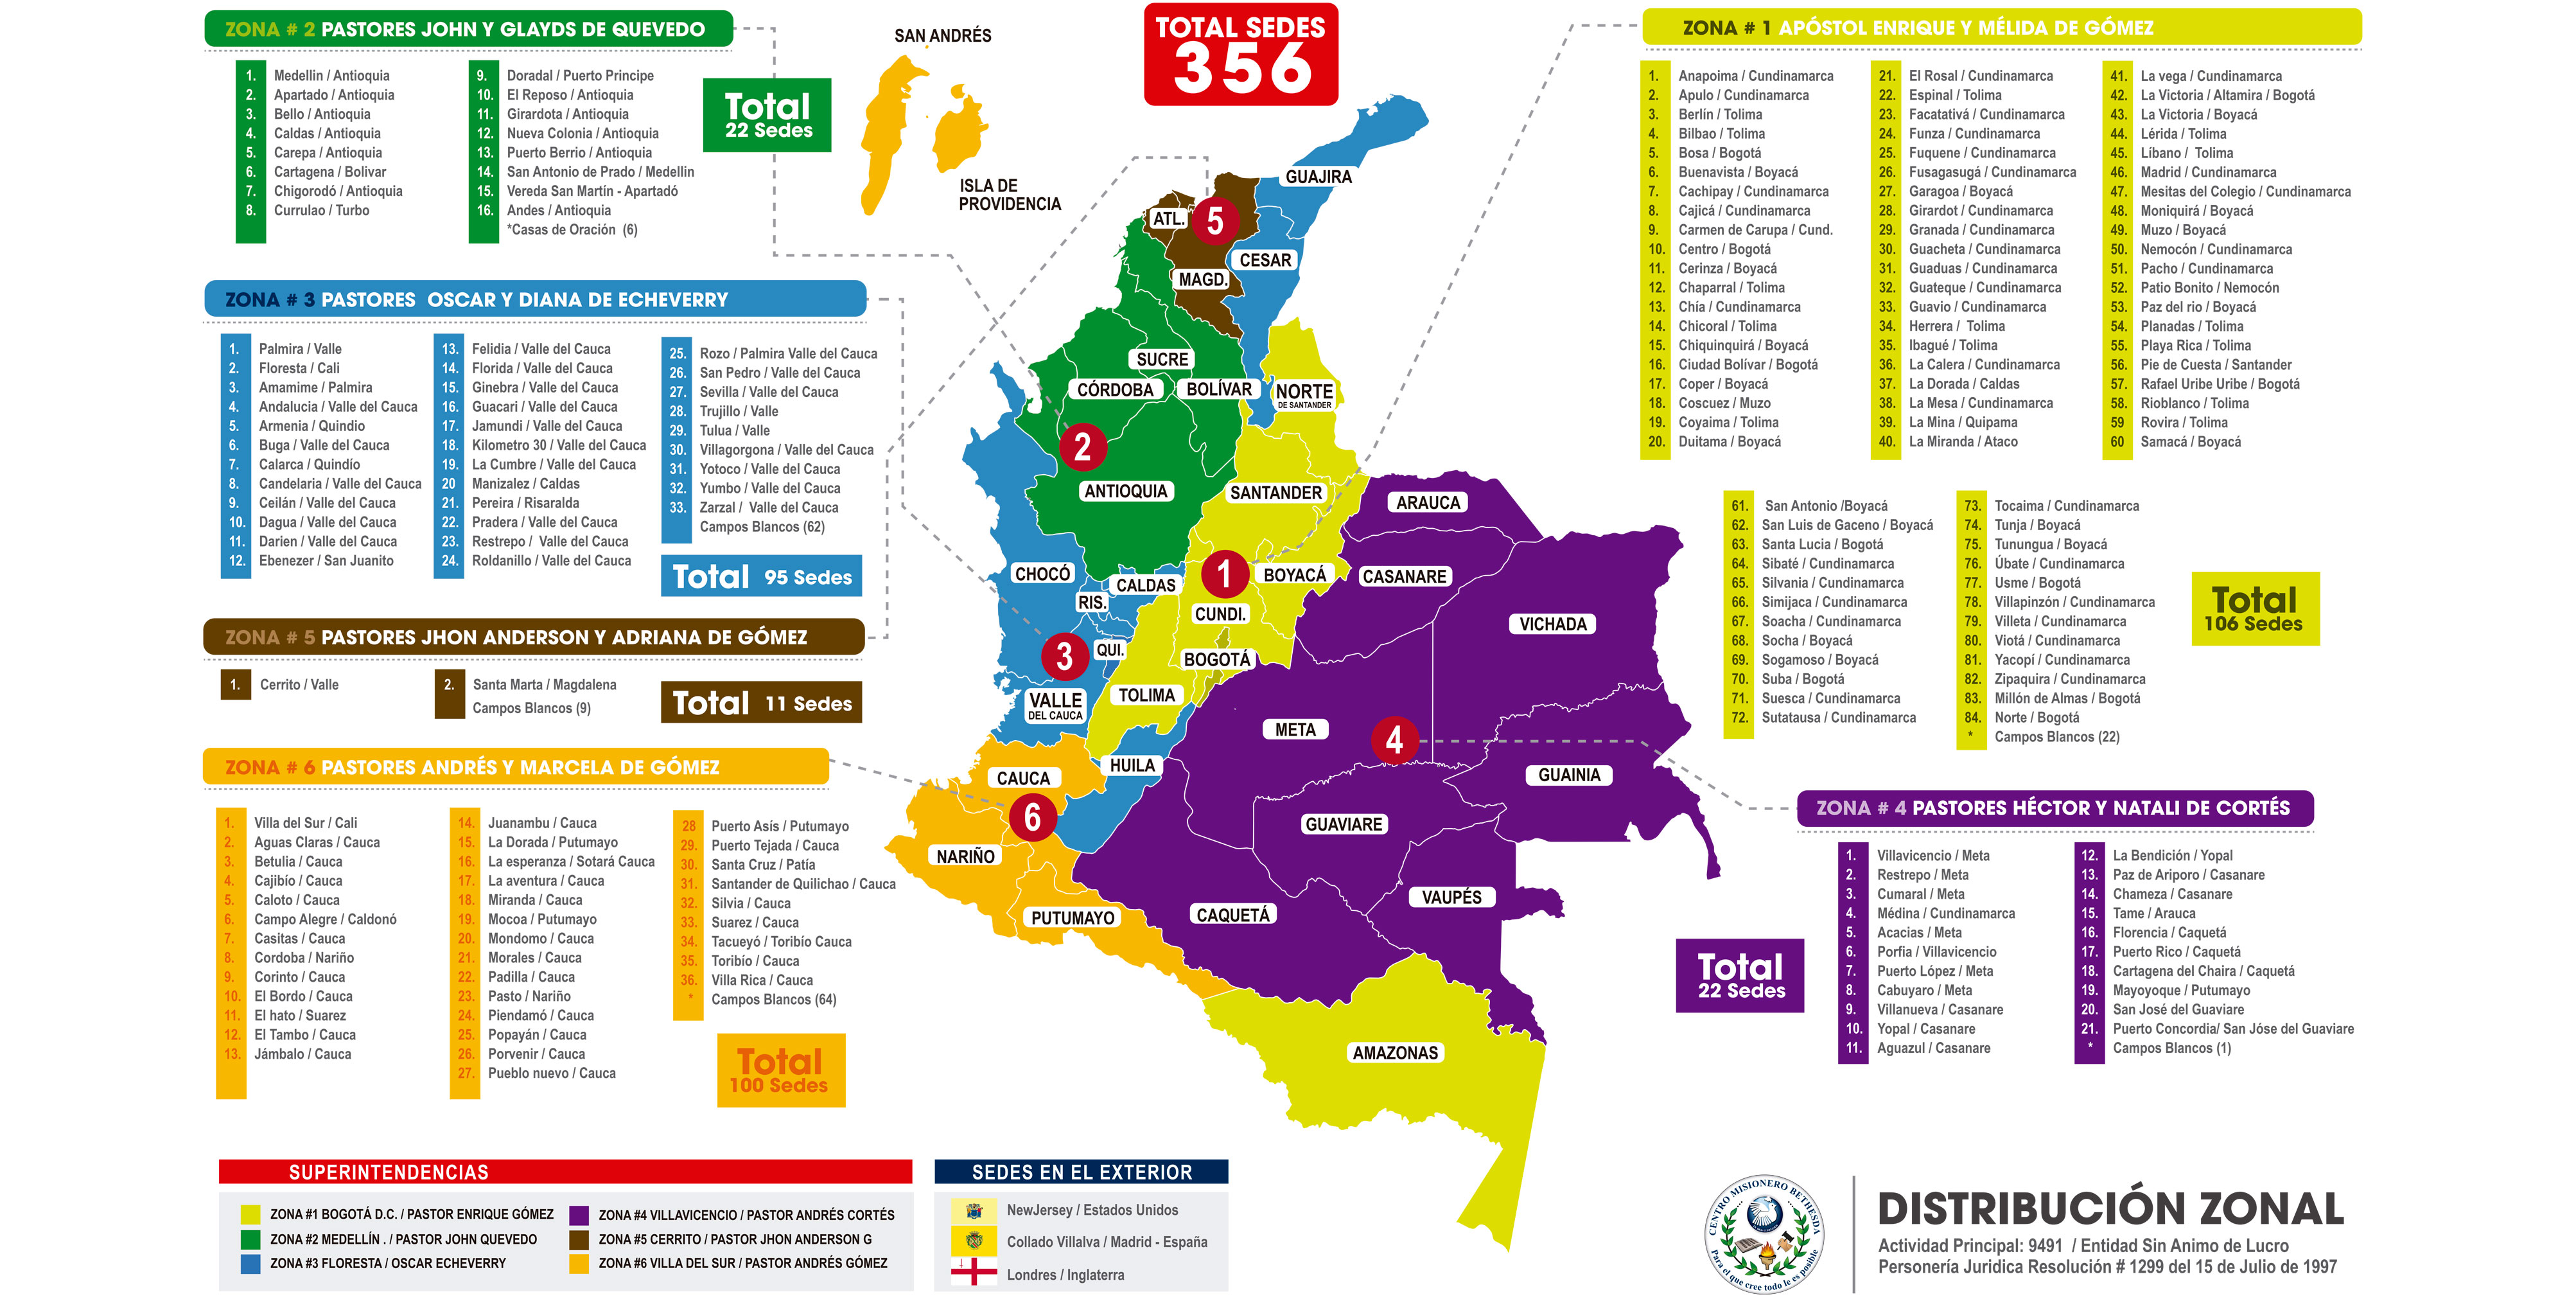 ZONA # 2 PASTORES JOHN Y GLAYDS DE QUEVEDO
1. Medellin / Antioquia
2. Apartado / Antioquia
3. Bello / Antioquia
4. Caldas / Antioquia
5. Carepa / Antioquia
6. Cartagena / Bolivar
7. Chigorodó / Antioquia
8. Currulao / Turbo
9. Doradal / Puerto Principe
10. El Reposo / Antioquia
11. Girardota / Antioquia
12. Nueva Colonia / Antioquia
13. Puerto Berrio / Antioquia
14. San Antonio de Prado / Medellin
15. Vereda San Martín - Apartadó
16. Andes / Antioquia
*Casas de Oración (6)
Total
22 Sedes
ZONA # 3 PASTORES OSCAR Y DIANA DE ECHEVERRY
1. Palmira / Valle
2. Floresta / Cali
3. Amamime / Palmira
4. Andalucia / Valle del Cauca
5. Armenia / Quindio
6. Buga / Valle del Cauca
7. Calarca / Quindío
8. Candelaria / Valle del Cauca
9. Ceilán / Valle del Cauca
10. Dagua / Valle del Cauca
11. Darien / Valle del Cauca
12. Ebenezer / San Juanito
13. Felidia / Valle del Cauca
14. Florida / Valle del Cauca
15. Ginebra / Valle del Cauca
16. Guacari / Valle del Cauca
17. Jamundi / Valle del Cauca
18. Kilometro 30 / Valle del Cauca
19. La Cumbre / Valle del Cauca
20 Manizalez / Caldas
21. Pereira / Risaralda
22. Pradera / Valle del Cauca
23. Restrepo / Valle del Cauca
24. Roldanillo / Valle del Cauca
25. Rozo / Palmira Valle del Cauca
26. San Pedro / Valle del Cauca
27. Sevilla / Valle del Cauca
28. Trujillo / Valle
29. Tulua / Valle
30. Villagorgona / Valle del Cauca
31. Yotoco / Valle del Cauca
32. Yumbo / Valle del Cauca
33. Zarzal / Valle del Cauca
Campos Blancos (62)
Total 95 Sedes
ZONA # 5 PASTORES JHON ANDERSON Y ADRIANA DE GÓMEZ
1. Cerrito / Valle
2. Santa Marta / Magdalena
Campos Blancos (9)
Total 11 Sedes
ZONA # 6 PASTORES ANDRÉS Y MARCELA DE GÓMEZ
1. Villa del Sur / Cali
2. Aguas Claras / Cauca
3. Betulia / Cauca
4. Cajibío / Cauca
5. Caloto / Cauca
6. Campo Alegre / Caldonó
7. Casitas / Cauca
8. Cordoba / Nariño
9. Corinto / Cauca
10. El Bordo / Cauca
11. El hato / Suarez
12. El Tambo / Cauca
13. Jámbalo / Cauca
14. Juanambu / Cauca
15. La Dorada / Putumayo
16. La esperanza / Sotará Cauca
17. La aventura / Cauca
18. Miranda / Cauca
19. Mocoa / Putumayo
20. Mondomo / Cauca
21. Morales / Cauca
22. Padilla / Cauca
23. Pasto / Nariño
24. Piendamó / Cauca
25. Popayán / Cauca
26. Porvenir / Cauca
27. Pueblo nuevo / Cauca
28 Puerto Asís / Putumayo
29. Puerto Tejada / Cauca
30. Santa Cruz / Patía
31. Santander de Quilichao / Cauca
32. Silvia / Cauca
33. Suarez / Cauca
34. Tacueyó / Toribío Cauca
35. Toribío / Cauca
36. Villa Rica / Cauca
* Campos Blancos (64)
Total
100 Sedes
SAN ANDRÉS
ISLA DE
PROVIDENCIA
TOTAL SEDES
356
GUAJIRA
ATL.
5
CESAR
MAGD.
SUCRE
CÓRDOBA
BOLÍVAR
NORTE
DE SANTANDER
2
ANTIOQUIA
SANTANDER
ARAUCA
CHOCÓ
CALDAS
1
BOYACÁ
CASANARE
RIS.
CUNDI.
VICHADA
3
QUI.
BOGOTÁ
VALLE
DEL CAUCA
TOLIMA
META
4
CAUCA
HUILA
GUAINIA
6
GUAVIARE
NARIÑO
VAUPÉS
PUTUMAYO
CAQUETÁ
AMAZONAS
ZONA # 1 APÓSTOL ENRIQUE Y MÉLIDA DE GÓMEZ
1. Anapoima / Cundinamarca
2. Apulo / Cundinamarca
3. Berlín / Tolima
4. Bilbao / Tolima
5. Bosa / Bogotá
6. Buenavista / Boyacá
7. Cachipay / Cundinamarca
8. Cajicá / Cundinamarca
9. Carmen de Carupa / Cund.
10. Centro / Bogotá
11. Cerinza / Boyacá
12. Chaparral / Tolima
13. Chía / Cundinamarca
14. Chicoral / Tolima
15. Chiquinquirá / Boyacá
16. Ciudad Bolívar / Bogotá
17. Coper / Boyacá
18. Coscuez / Muzo
19. Coyaima / Tolima
20. Duitama / Boyacá
21. El Rosal / Cundinamarca
22. Espinal / Tolima
23. Facatativá / Cundinamarca
24. Funza / Cundinamarca
25. Fuquene / Cundinamarca
26. Fusagasugá / Cundinamarca
27. Garagoa / Boyacá
28. Girardot / Cundinamarca
29. Granada / Cundinamarca
30. Guacheta / Cundinamarca
31. Guaduas / Cundinamarca
32. Guateque / Cundinamarca
33. Guavio / Cundinamarca
34. Herrera / Tolima
35. Ibagué / Tolima
36. La Calera / Cundinamarca
37. La Dorada / Caldas
38. La Mesa / Cundinamarca
39. La Mina / Quipama
40. La Miranda / Ataco
41. La vega / Cundinamarca
42. La Victoria / Altamira / Bogotá
43. La Victoria / Boyacá
44. Lérida / Tolima
45. Líbano / Tolima
46. Madrid / Cundinamarca
47. Mesitas del Colegio / Cundinamarca
48. Moniquirá / Boyacá
49. Muzo / Boyacá
50. Nemocón / Cundinamarca
51. Pacho / Cundinamarca
52. Patio Bonito / Nemocón
53. Paz del rio / Boyacá
54. Planadas / Tolima
55. Playa Rica / Tolima
56. Pie de Cuesta / Santander
57. Rafael Uribe Uribe / Bogotá
58. Rioblanco / Tolima
59 Rovira / Tolima
60 Samacá / Boyacá
61. San Antonio /Boyacá
62. San Luis de Gaceno / Boyacá
63. Santa Lucia / Bogotá
64. Sibaté / Cundinamarca
65. Silvania / Cundinamarca
66. Simijaca / Cundinamarca
67. Soacha / Cundinamarca
68. Socha / Boyacá
69. Sogamoso / Boyacá
70. Suba / Bogotá
71. Suesca / Cundinamarca
72. Sutatausa / Cundinamarca
73. Tocaima / Cundinamarca
74. Tunja / Boyacá
75. Tunungua / Boyacá
76. Úbate / Cundinamarca
77. Usme / Bogotá
78. Villapinzón / Cundinamarca
79. Villeta / Cundinamarca
80. Viotá / Cundinamarca
81. Yacopí / Cundinamarca
82. Zipaquira / Cundinamarca
83. Millón de Almas / Bogotá
84. Norte / Bogotá
* Campos Blancos (22)
Total
106 Sedes
ZONA # 4 PASTORES HÉCTOR Y NATALI DE CORTÉS
1. Villavicencio / Meta
2. Restrepo / Meta
3. Cumaral / Meta
4. Médina / Cundinamarca
5. Acacias / Meta
6. Porfia / Villavicencio
7. Puerto López / Meta
8. Cabuyaro / Meta
9. Villanueva / Casanare
10. Yopal / Casanare
11. Aguazul / Casanare
12. La Bendición / Yopal
13. Paz de Ariporo / Casanare
14. Chameza / Casanare
15. Tame / Arauca
16. Florencia / Caquetá
17. Puerto Rico / Caquetá
18. Cartagena del Chaira / Caquetá
19. Mayoyoque / Putumayo
20. San José del Guaviare
21. Puerto Concordia/ San Jóse del Guaviare
* Campos Blancos (1)
Total
22 Sedes
SUPERINTENDENCIAS
ZONA #1 BOGOTÁ D.C. / PASTOR ENRIQUE GÓMEZ
ZONA #2 MEDELLÍN . / PASTOR JOHN QUEVEDO
ZONA #3 FLORESTA / OSCAR ECHEVERRY
ZONA #4 VILLAVICENCIO / PASTOR ANDRÉS CORTÉS
ZONA #5 CERRITO / PASTOR JHON ANDERSON G
ZONA #6 VILLA DEL SUR / PASTOR ANDRÉS GÓMEZ
SEDES EN EL EXTERIOR
NewJersey / Estados Unidos
Collado Villalva / Madrid - España
Londres / Inglaterra
CENTRO MISIONERO BETHESDA
Para el que cree todo le es posible
DISTRIBUCIÓN ZONAL
Actividad Principal: 9491 / Entidad Sin Animo de Lucro
Personería Juridica Resolución # 1299 del 15 de Julio de 1997